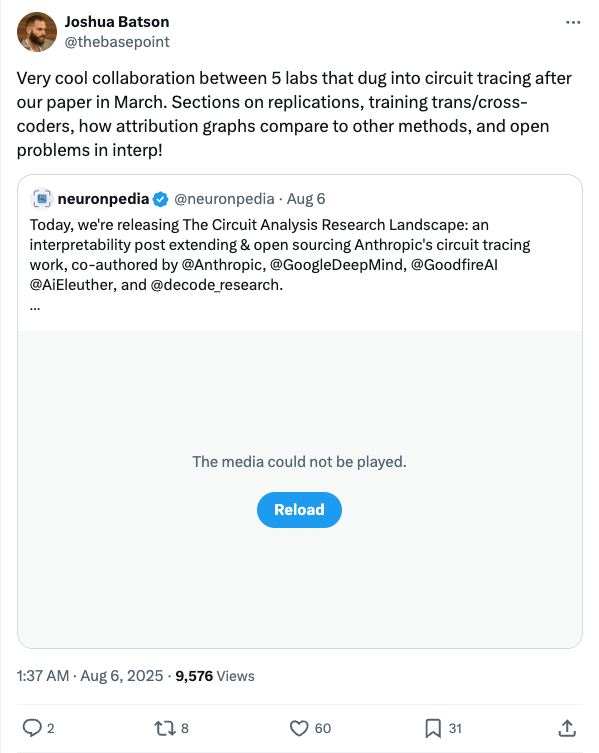 Joshua Batson
@thebasepoint
Very cool collaboration between 5 labs that dug into circuit tracing after
our paper in March. Sections on replications, training trans/cross-
coders, how attribution graphs compare to other methods, and open
problems in interp!
neuronpedia @neuronpedia · Aug 6
Today, we're releasing The Circuit Analysis Research Landscape: an
interpretability post extending & open sourcing Anthropic's circuit tracing
work, co-authored by @Anthropic, @GoogleDeepMind, @GoodfireAI
@AiEleuther, and @decode_research.
...
The media could not be played.
Reload
1:37 AM · Aug 6, 2025 · 9,576 Views
2 8 60 31